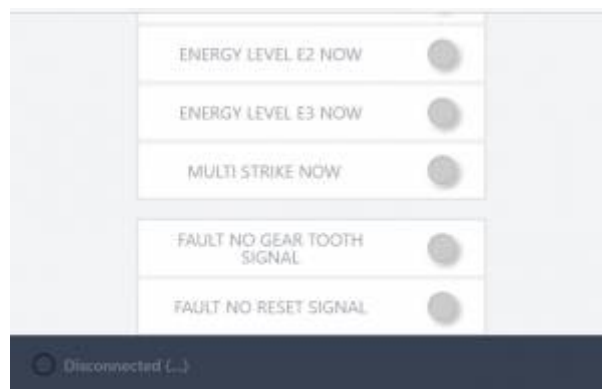 ENERGY LEVEL E2 NOW
ENERGY LEVEL E3 NOW
MULTI STRIKE NOW
FAULT NO GEAR TOOTH
SIGNAL
FAULT NO RESET SIGNAL
Disconnected (...)